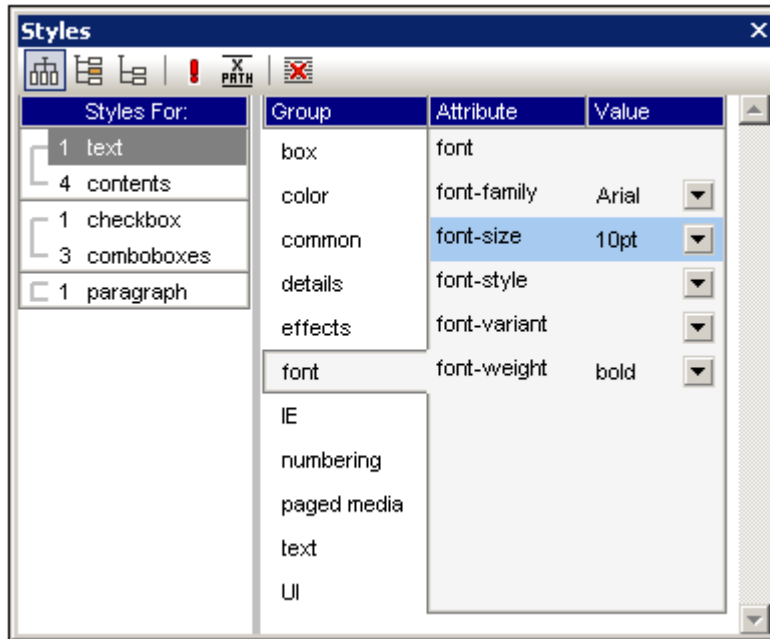 Styles
X
PATH
Styles For:
1 text
4 contents
1 checkbox
3 comboboxes
1 paragraph
Group Attribute Value
box
color
common
details
effects
font
IE
numbering
paged media
text
UI
font
font-family Arial
font-size 10pt
font-style
font-variant
font-weight bold